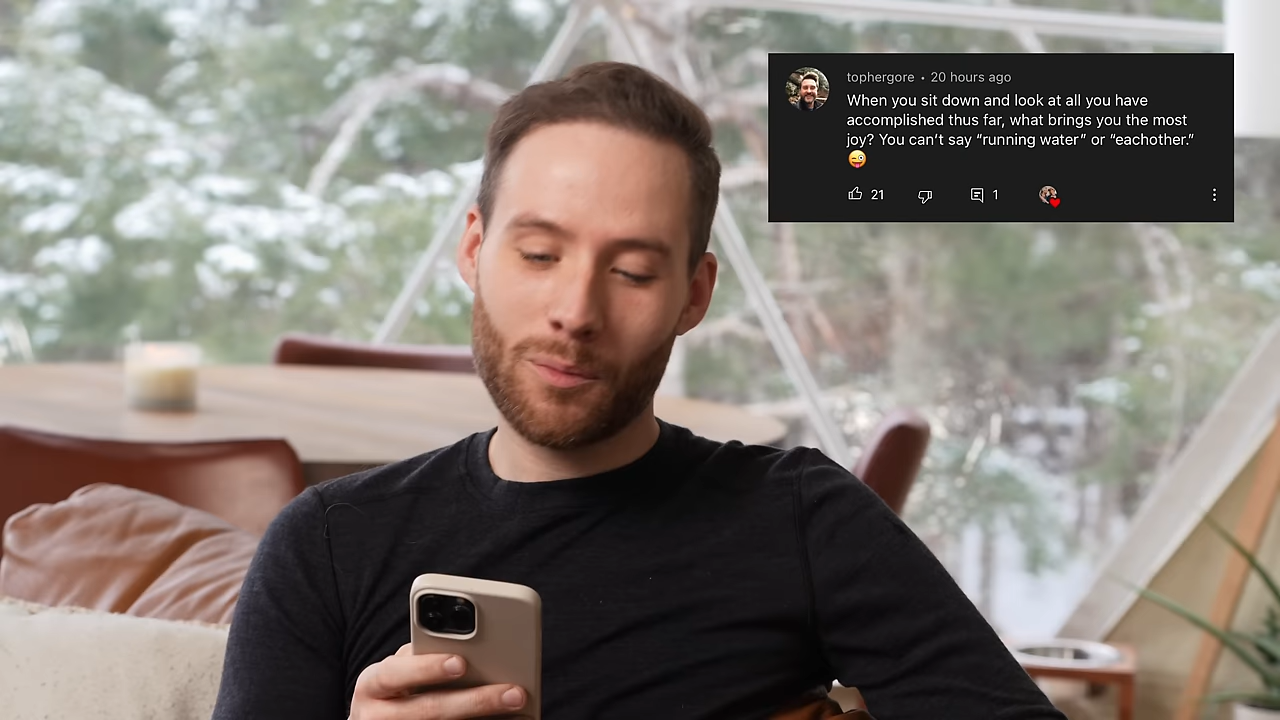 tophergore • 20 hours ago
When you sit down and look at all you have
accomplished thus far, what brings you the most
joy? You can’t say “running water” or “eachother.”
😜
21
1